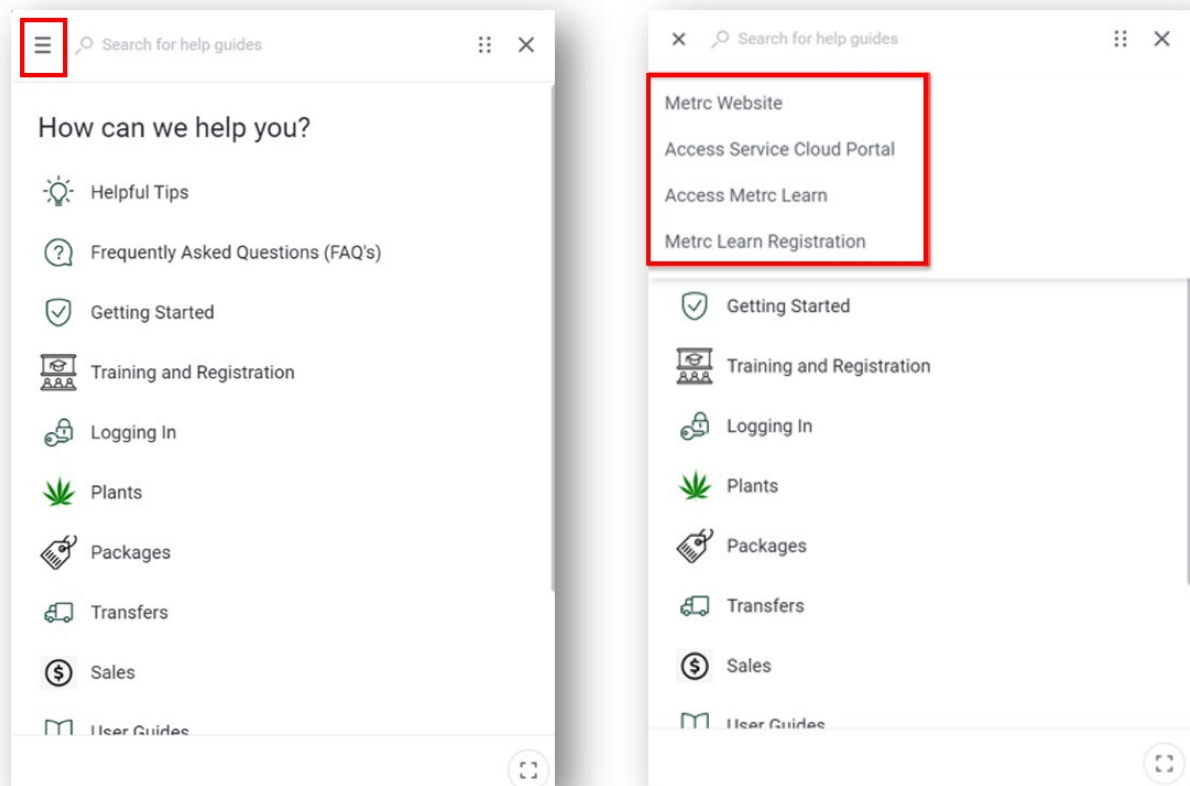 Search for help guides
How can we help you?
Helpful Tips
Frequently Asked Questions (FAQ's)
Getting Started
Training and Registration
Logging In
Plants
Packages
Transfers
Sales
User Guides
Search for help guides
Metrc Website
Access Service Cloud Portal
Access Metrc Learn
Metrc Learn Registration
Getting Started
Training and Registration
Logging In
Plants
Packages
Transfers
Sales
User Guides